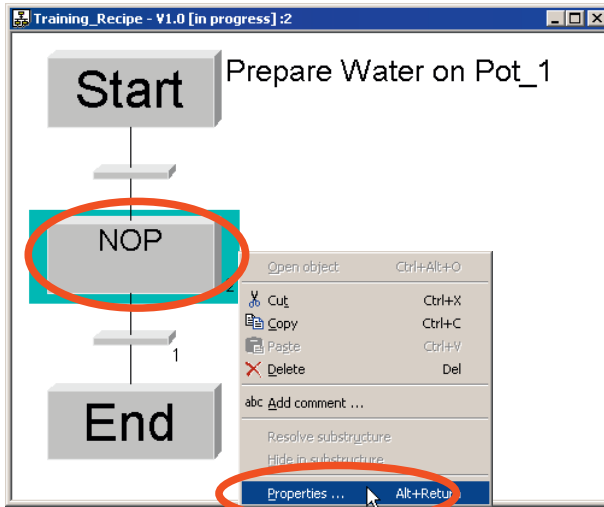 Training_Recipe - V1.0 [in progress] :2
Start
Prepare Water on Pot_1
NOP
2
1
End
Open object Ctrl+Alt+O
Cut Ctrl+X
Copy Ctrl+C
Paste Ctrl+V
Delete Del
abc Add comment ...
Resolve substructure
Hide in substructure
Properties ... Alt+Return